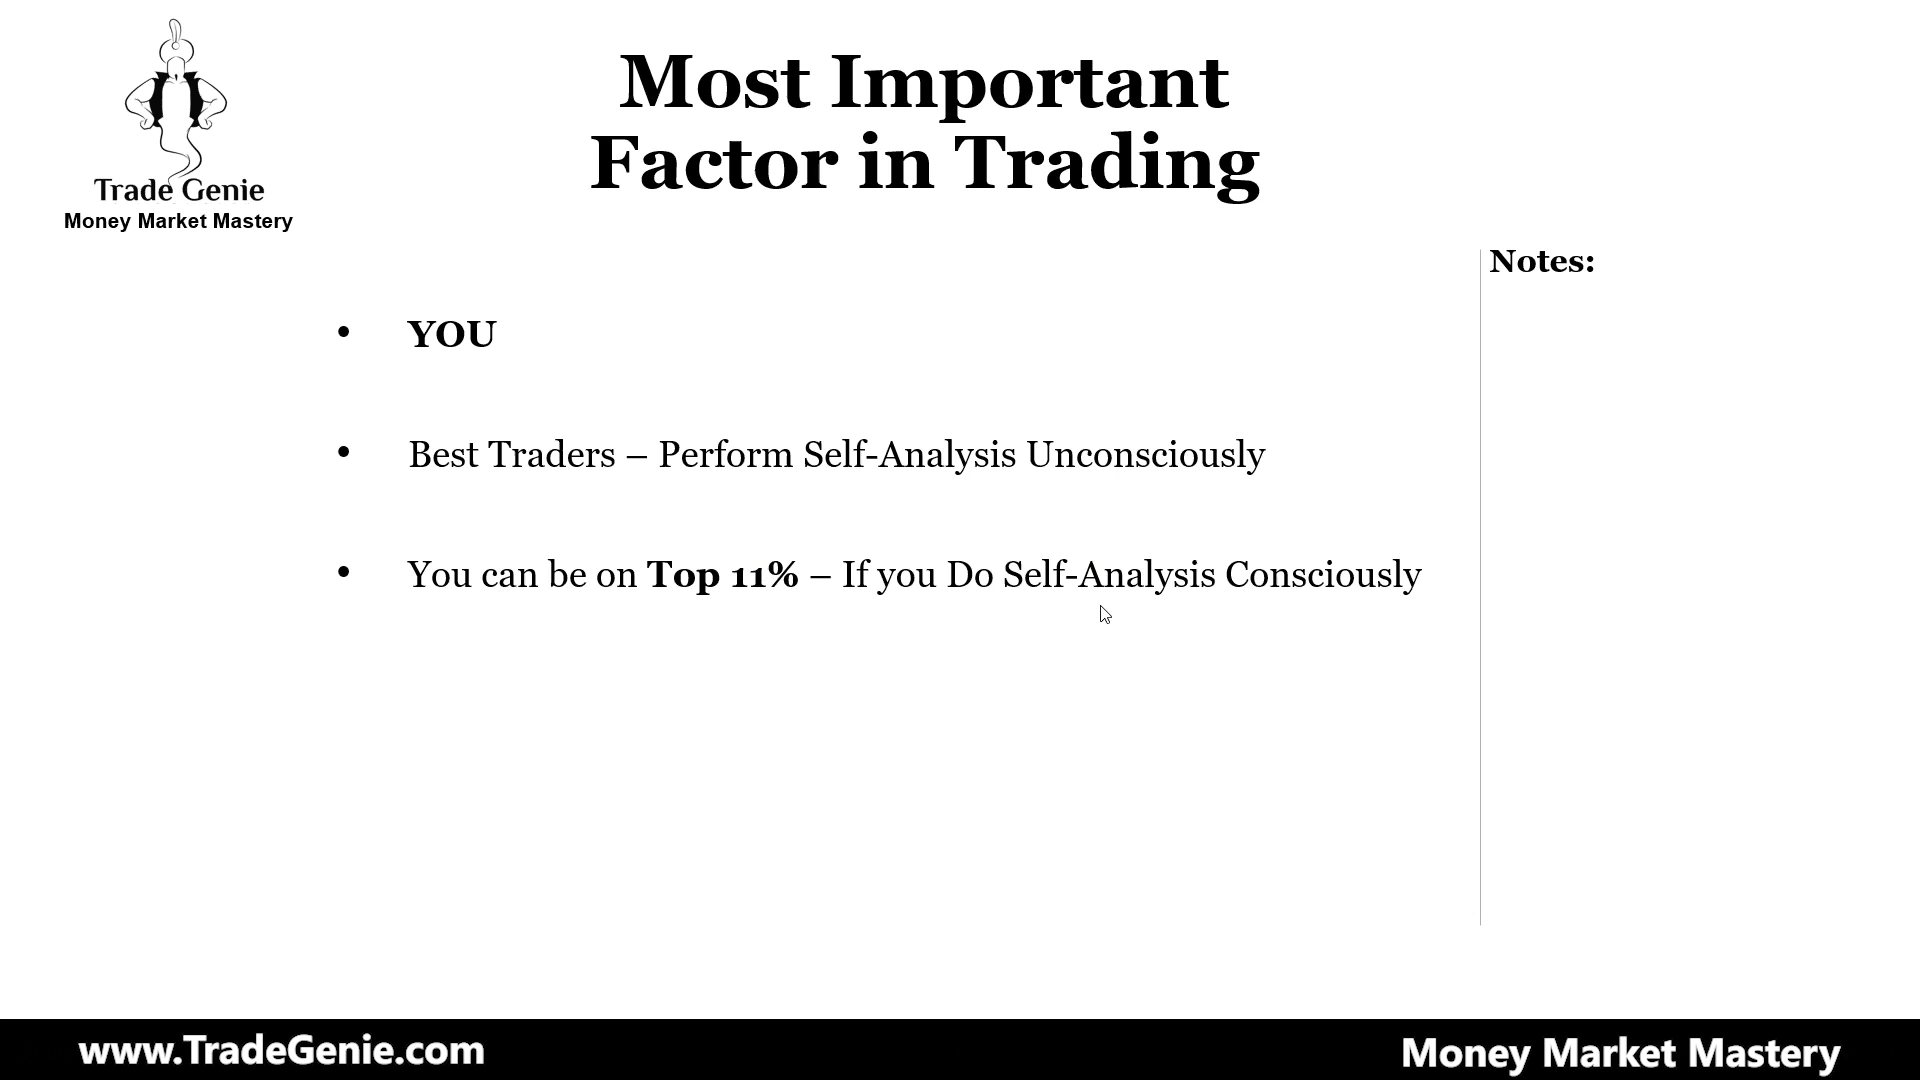 Trade Genie
Money Market Mastery
Most Important
Factor in Trading
Notes:
• YOU
• Best Traders – Perform Self-Analysis Unconsciously
• You can be on Top 11% – If you Do Self-Analysis Consciously
www.TradeGenie.com
Money Market Mastery